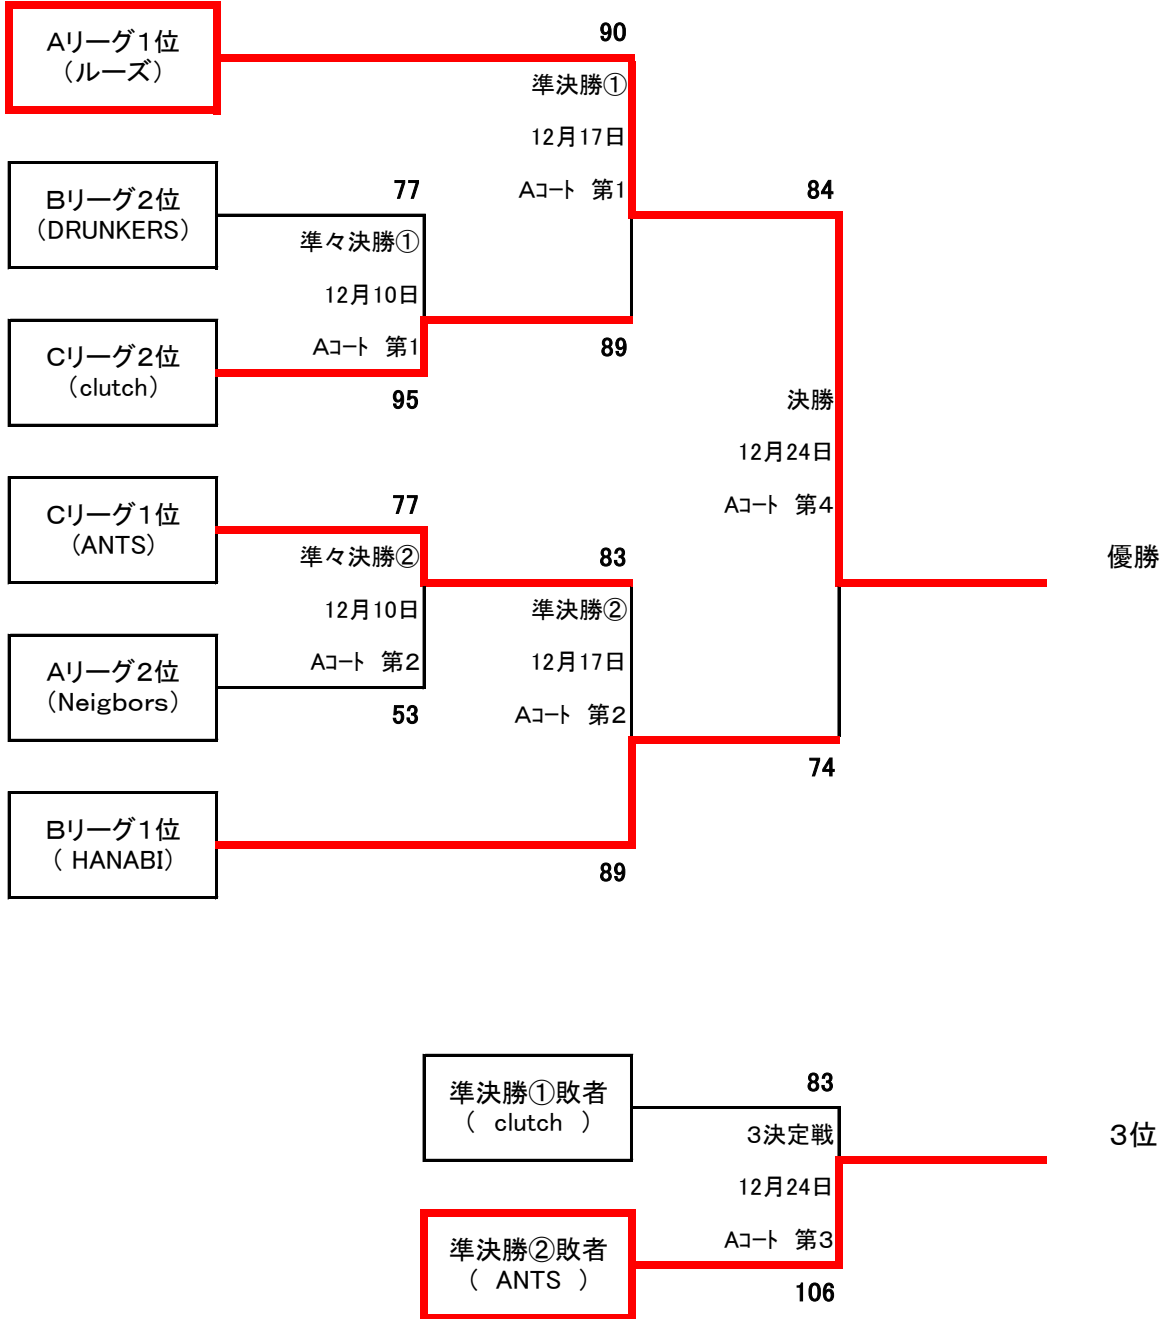 Aリーグ1位
（ルーズ）
90
準決勝①
12月17日
Aｺｰﾄ 第1
Bリーグ2位
（DRUNKERS）
77
準々決勝①
12月10日
Aｺｰﾄ 第1
84
Cリーグ2位
（clutch）
95
89
決勝
12月24日
Aｺｰﾄ 第4
Cリーグ1位
（ANTS）
77
準々決勝②
12月10日
Aｺｰﾄ 第2
83
準決勝②
12月17日
Aｺｰﾄ 第2
優勝
Aリーグ2位
（Neigbors）
53
74
Bリーグ1位
（ HANABI）
89
準決勝①敗者
（ clutch ）
83
3決定戦
12月24日
Aｺｰﾄ 第3
3位
準決勝②敗者
（ ANTS ）
106